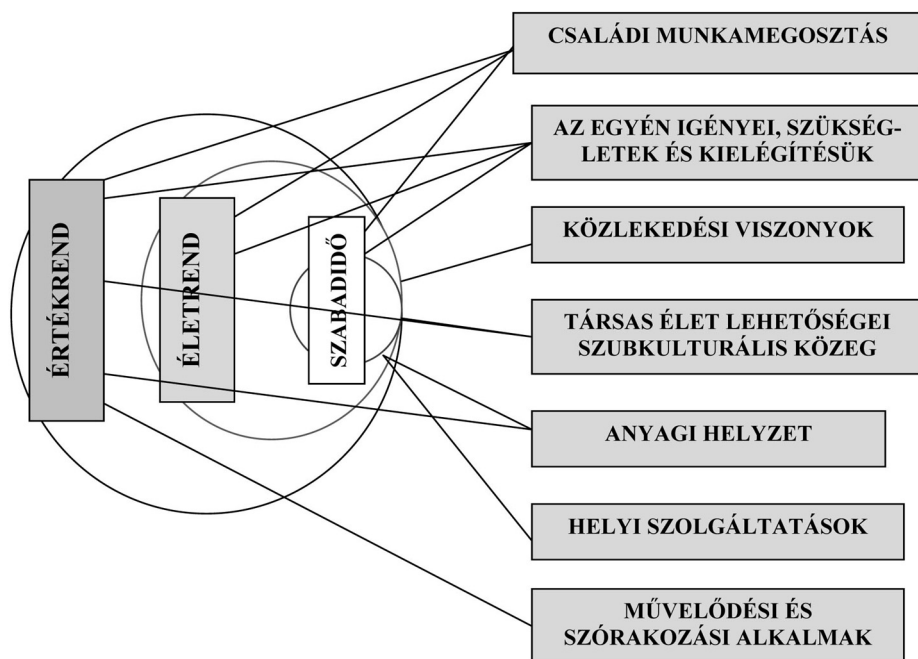 CSALÁDI MUNKAMEGOSZTÁS
AZ EGYÉN IGÉNYEI, SZÜKSÉG-
LETEK ÉS KIELÉGÍTÉSÜK
KÖZLEKEDÉSI VISZONYOK
TÁRSAS ÉLET LEHETŐSÉGEI
SZUBKULTURÁLIS KÖZEG
ANYAGI HELYZET
HELYI SZOLGÁLTATÁSOK
MŰVELŐDÉSI ÉS
SZÓRAKOZÁSI ALKALMAK
ÉRTÉKREND
ÉLETREND
SZABADIDŐ